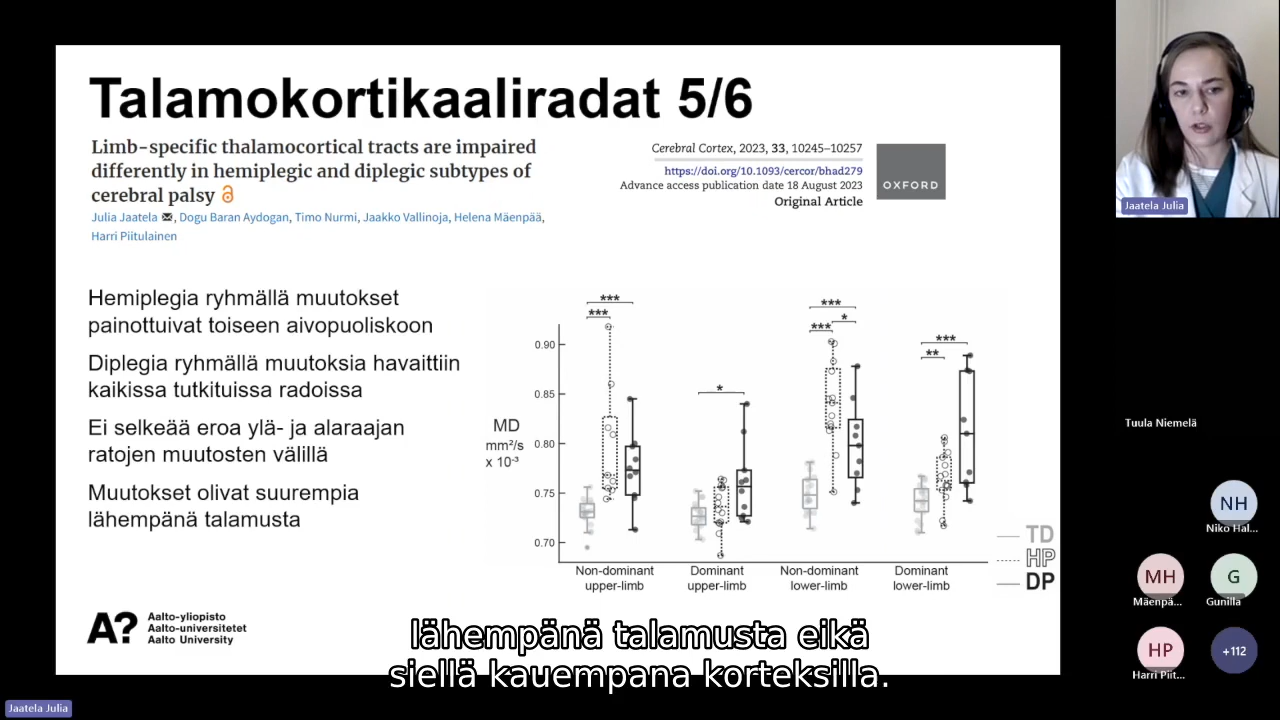 Talamokortikaaliradat 5/6
Limb-specific thalamocortical tracts are impaired
differently in hemiplegic and diplegic subtypes of
cerebral palsy
Julia Jaatela, Dogu Baran Aydogan, Timo Nurmi, Jaakko Vallinoja, Helena Mäenpää,
Harri Piitulainen
Cerebral Cortex, 2023, 33, 10245–10257
https://doi.org/10.1093/cercor/bhad279
Advance access publication date 18 August 2023
Original Article
OXFORD
Hemiplegia ryhmällä muutokset
painottuivat toiseen aivopuoliskoon
Diplegia ryhmällä muutoksia havaittiin
kaikissa tutkituissa radoissa
Ei selkeää eroa ylä- ja alaraajan
ratojen muutosten välillä
Muutokset olivat suurempia
lähempänä talamusta
MD
mm²/s
x 10⁻³
0.90
0.85
0.80
0.75
0.70
***
***
*
***
*
***
***
**
Non-dominant
upper-limb
Dominant
upper-limb
Non-dominant
lower-limb
Dominant
lower-limb
TD
HP
DP
A?
Aalto-yliopisto
Aalto-universitetet
Aalto University
lähempänä talamusta eikä
siellä kauempana korteksilla.
Jaatela Julia
Jaatela Julia
Tuula Niemelä
NH
Niko Hal...
MH
Mäenpä...
G
Gunilla
HP
Harri Piit...
+112